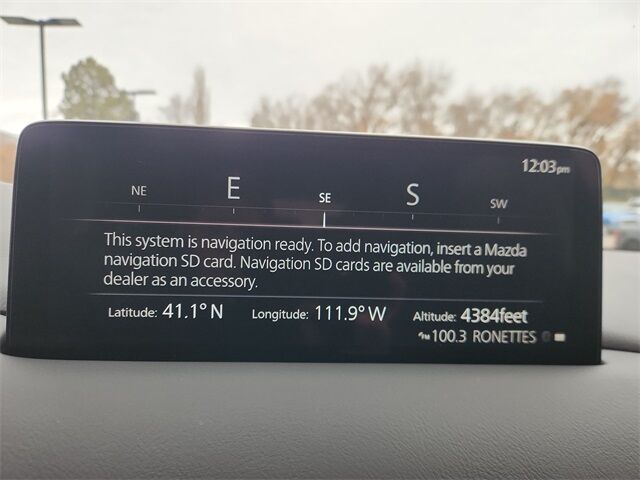 12:03pm
NE E SE S SW
This system is navigation ready. To add navigation, insert a Mazda
navigation SD card. Navigation SD cards are available from your
dealer as an accessory.
Latitude: 41.1° N Longitude: 111.9° W Altitude: 4384feet
100.3 RONETTES